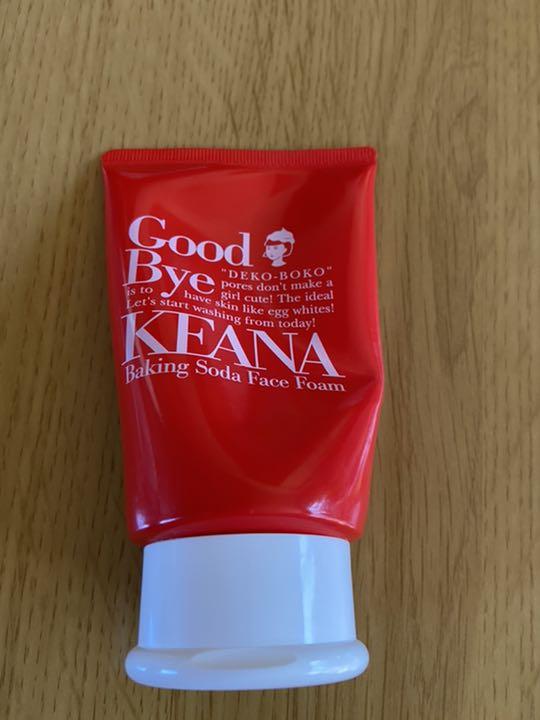 Good
Bye
"DEKO-BOKO"
pores don't make a
is to girl cute! The ideal
have skin like egg whites!
Let's start washing from today!
KEANA
Baking Soda Face Foam